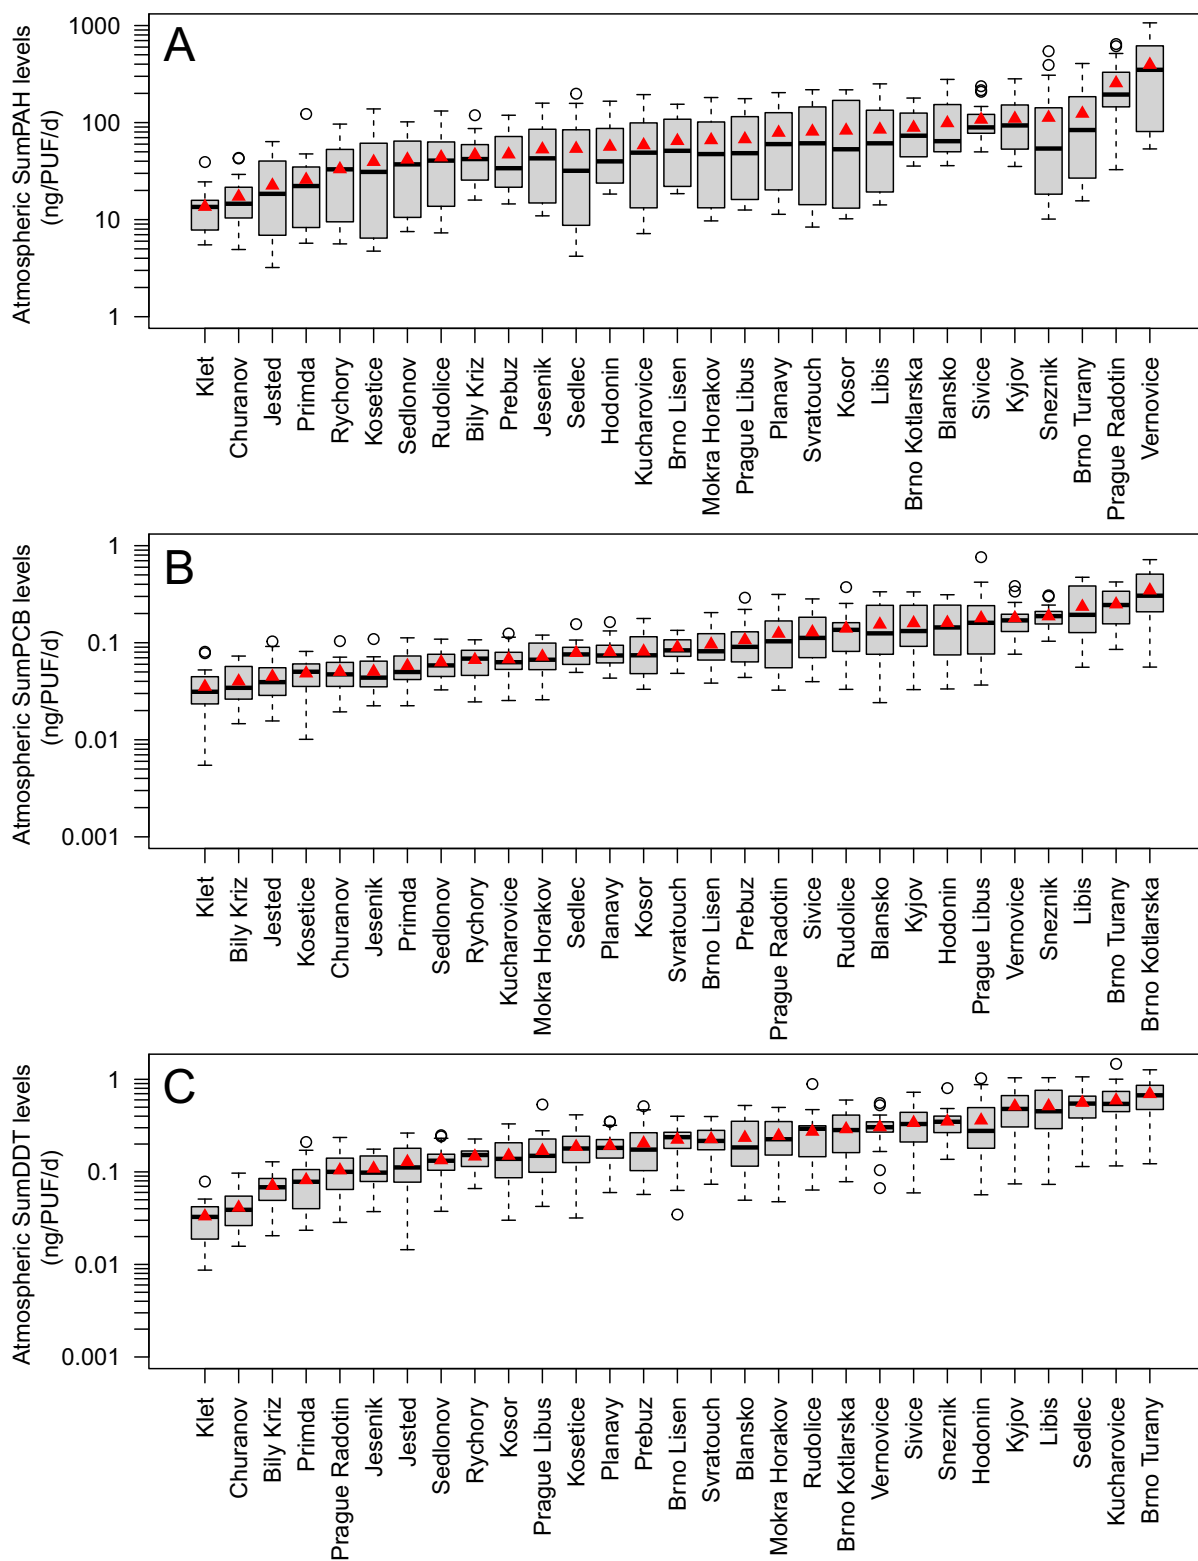 A
Atmospheric SumPAH levels
(ng/PUF/d)
1000
100
10
1
Klet
Churanov
Jested
Primda
Rychory
Kosetice
Sedlonov
Rudolice
Bily Kriz
Prebuz
Jesenik
Sedlec
Hodonin
Kucharovice
Brno Lisen
Mokra Horakov
Prague Libus
Planavy
Svratouch
Kosor
Libis
Brno Kotlarska
Blansko
Sivice
Kyjov
Sneznik
Brno Turany
Prague Radotin
Vernovice
B
Atmospheric SumPCB levels
(ng/PUF/d)
1
0.1
0.01
0.001
Klet
Bily Kriz
Jested
Kosetice
Churanov
Jesenik
Primda
Sedlonov
Rychory
Kucharovice
Mokra Horakov
Sedlec
Planavy
Kosor
Svratouch
Brno Lisen
Prebuz
Prague Radotin
Sivice
Rudolice
Blansko
Kyjov
Hodonin
Prague Libus
Vernovice
Sneznik
Libis
Brno Turany
Brno Kotlarska
C
Atmospheric SumDDT levels
(ng/PUF/d)
1
0.1
0.01
0.001
Klet
Churanov
Bily Kriz
Primda
Prague Radotin
Jesenik
Jested
Sedlonov
Rychory
Kosor
Prague Libus
Kosetice
Planavy
Prebuz
Brno Lisen
Svratouch
Blansko
Mokra Horakov
Rudolice
Brno Kotlarska
Vernovice
Sivice
Sneznik
Hodonin
Kyjov
Libis
Sedlec
Kucharovice
Brno Turany